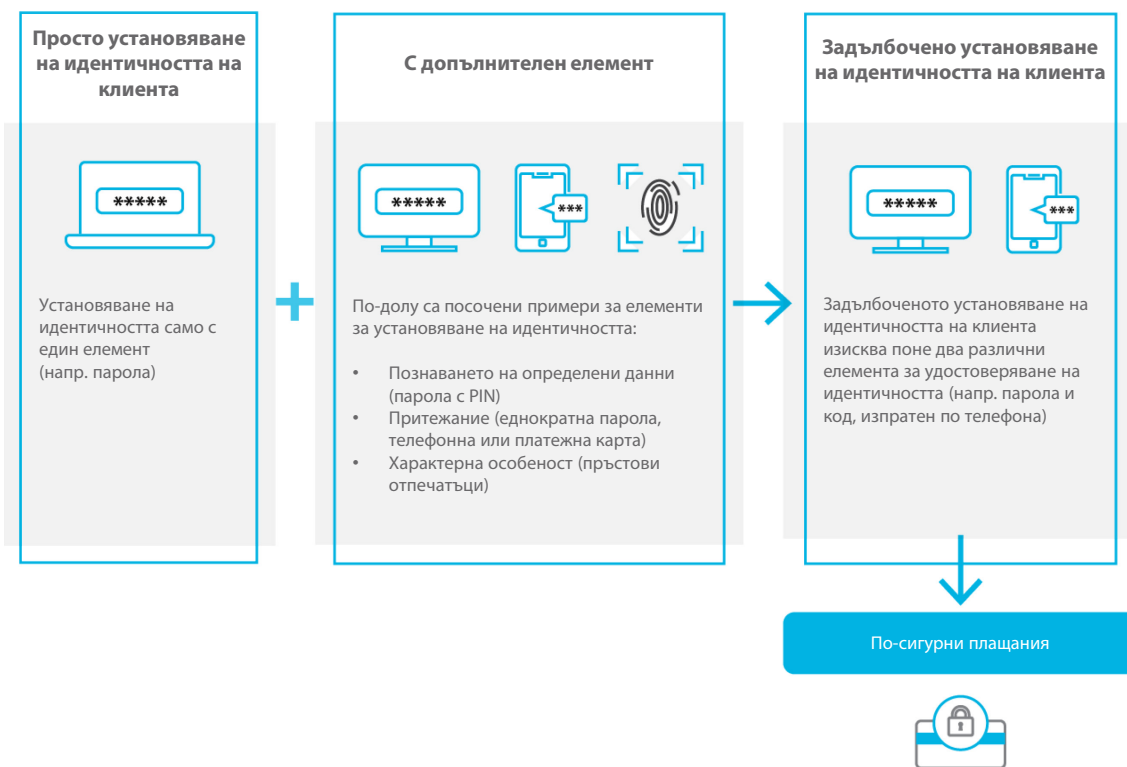 Просто установяване
на идентичността на
клиента
*****
Установяване на
идентичността само с
един елемент
(напр. парола)
С допълнителен елемент
*****
***
По-долу са посочени примери за елементи
за установяване на идентичността:
• Познаването на определени данни
(парола с PIN)
• Притежание (еднократна парола,
телефонна или платежна карта)
• Характерна особеност (пръстови
отпечатъци)
Задълбочено установяване
на идентичността на клиента
*****
***
Задълбоченото установяване на
идентичността на клиента
изисква поне два различни
елемента за удостоверяване на
идентичността (напр. парола и
код, изпратен по телефона)
По-сигурни плащания